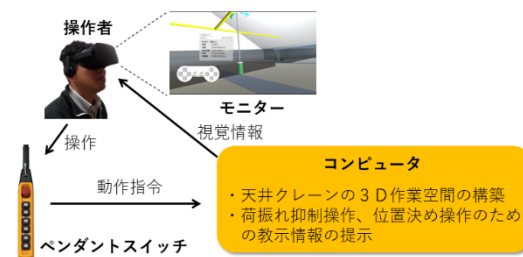 操作者
モニター
視覚情報
操作
コンピュータ
動作指令
・天井クレーンの３Ｄ作業空間の構築
・荷振れ抑制操作、位置決め操作のため
の教示情報の提示
ペンダントスイッチ